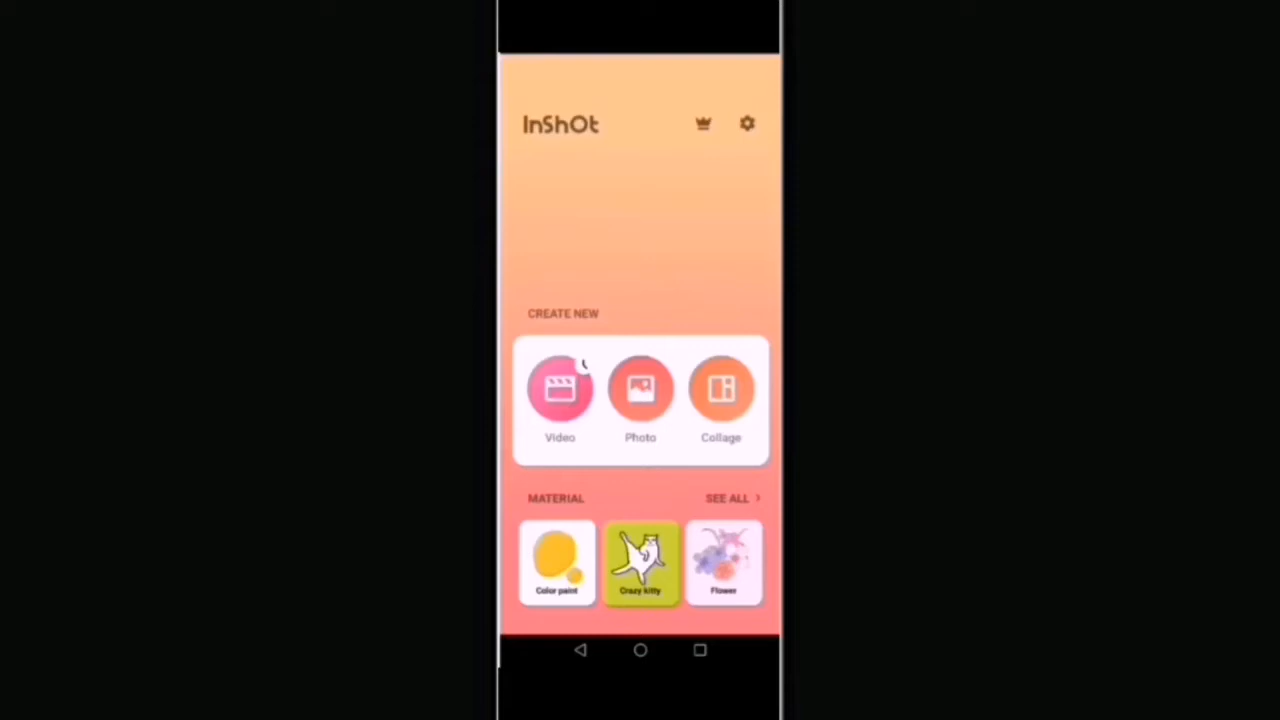 InShOt
CREATE NEW
Video Photo Collage
MATERIAL SEE ALL >
Color paint Crazy kitty Flower